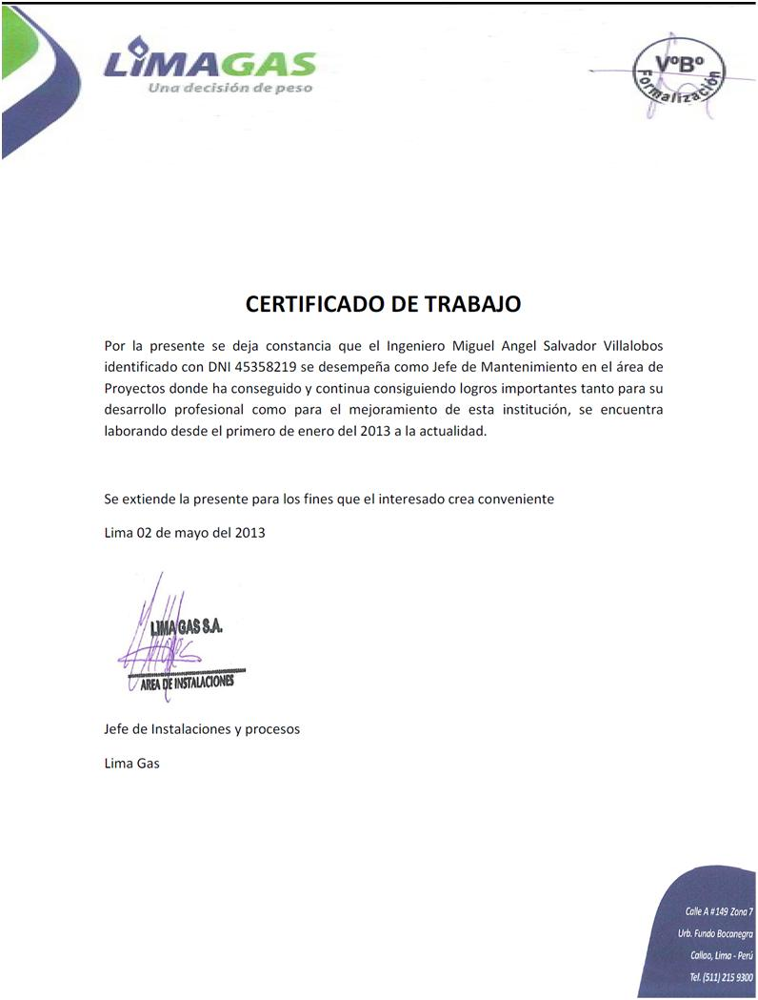 LIMAGAS
Una decisión de peso
VºBº
Formalización
CERTIFICADO DE TRABAJO
Por la presente se deja constancia que el Ingeniero Miguel Angel Salvador Villalobos
identificado con DNI 45358219 se desempeña como Jefe de Mantenimiento en el área de
Proyectos donde ha conseguido y continua consiguiendo logros importantes tanto para su
desarrollo profesional como para el mejoramiento de esta institución, se encuentra
laborando desde el primero de enero del 2013 a la actualidad.
Se extiende la presente para los fines que el interesado crea conveniente
Lima 02 de mayo del 2013
LIMA GAS S.A.
AREA DE INSTALACIONES
Jefe de Instalaciones y procesos
Lima Gas
Calle A #149 Zona 7
Urb. Fundo Bocanegra
Callao, Lima - Perú
Tel. (511) 215 9300